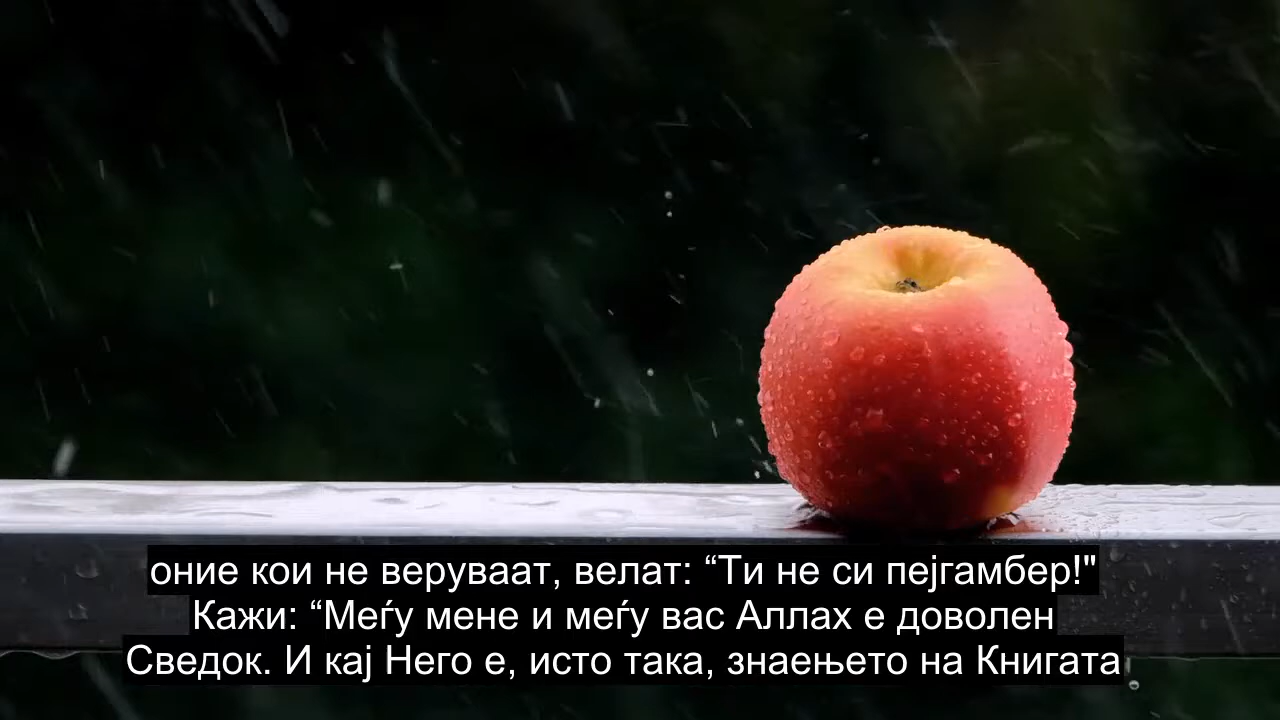 оние кои не веруваат, велат: “Ти не си пејгамбер!"
Кажи: “Меѓу мене и меѓу вас Аллах е доволен
Сведок. И кај Него е, исто така, знаењето на Книгата